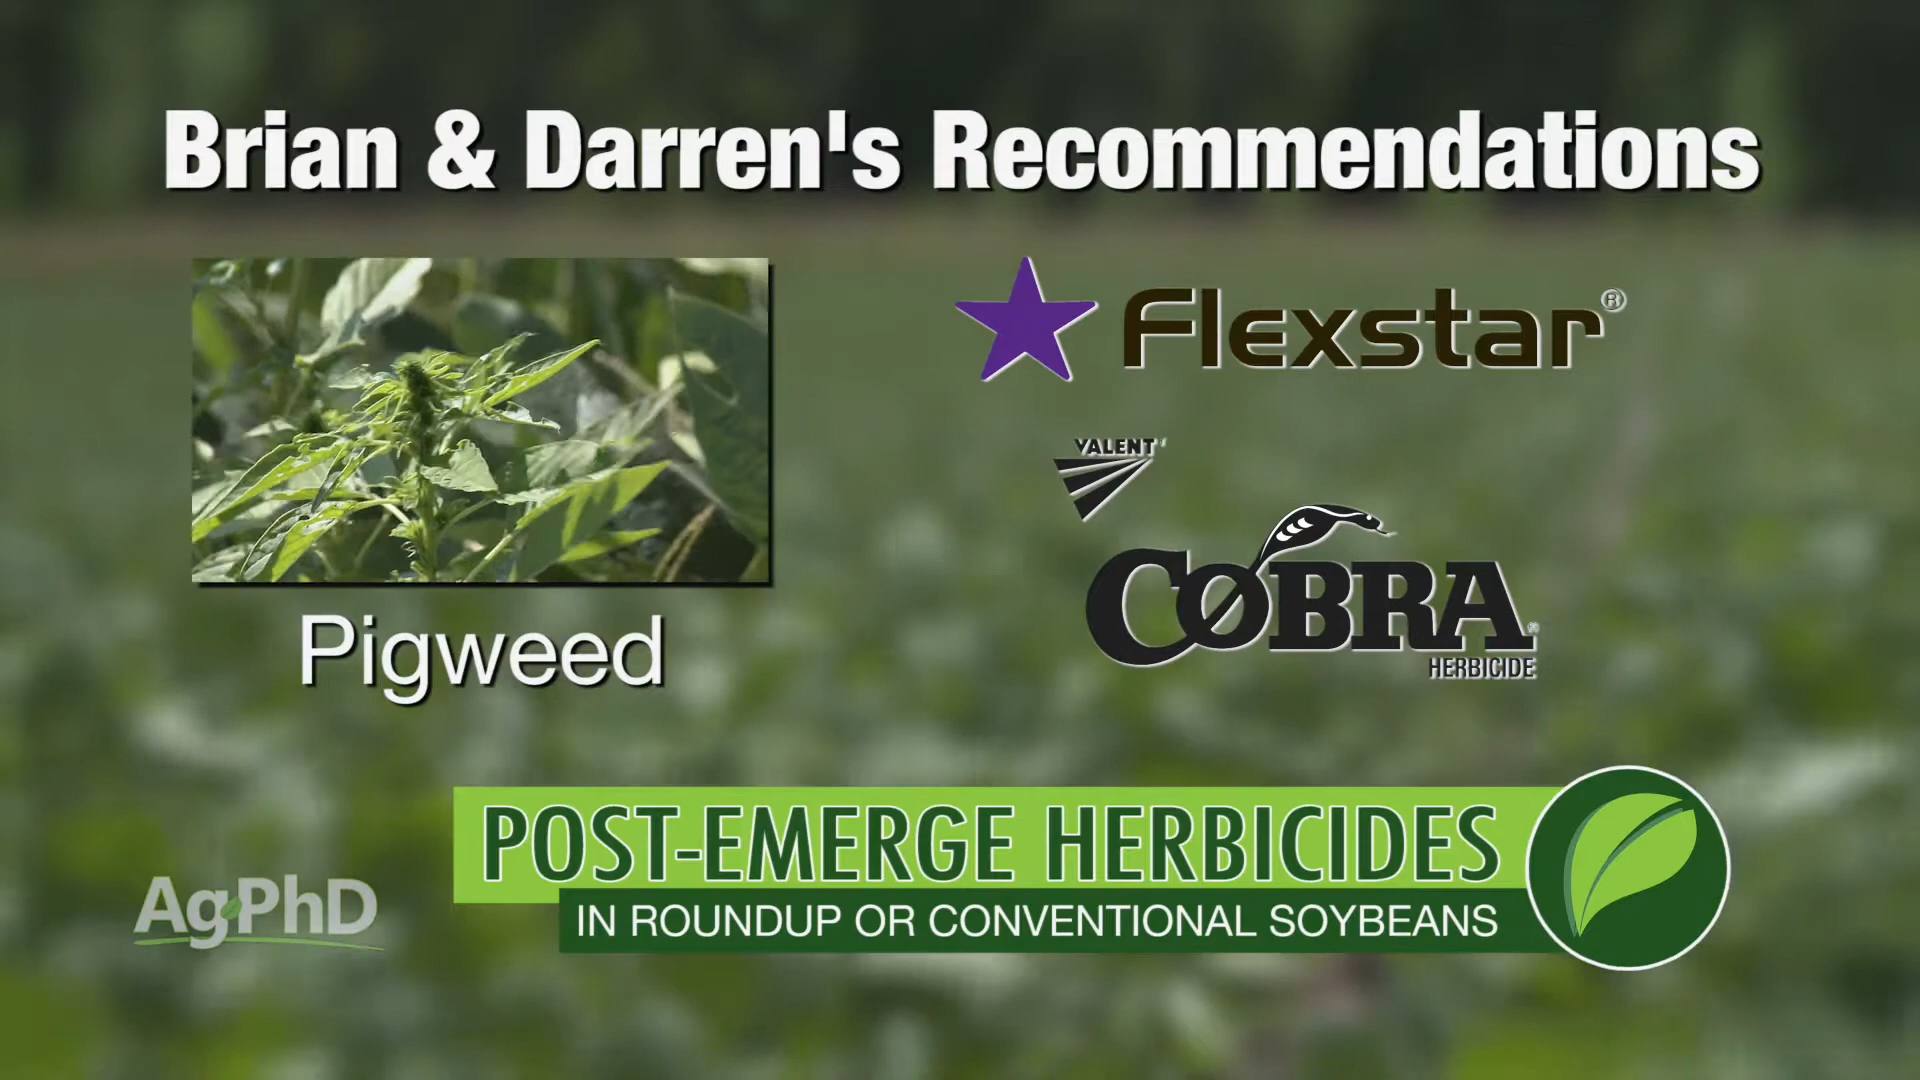 Brian & Darren's Recommendations
Flexstar®
VALENT
COBRA®
HERBICIDE
Pigweed
POST-EMERGE HERBICIDES
IN ROUNDUP OR CONVENTIONAL SOYBEANS
AgPhD